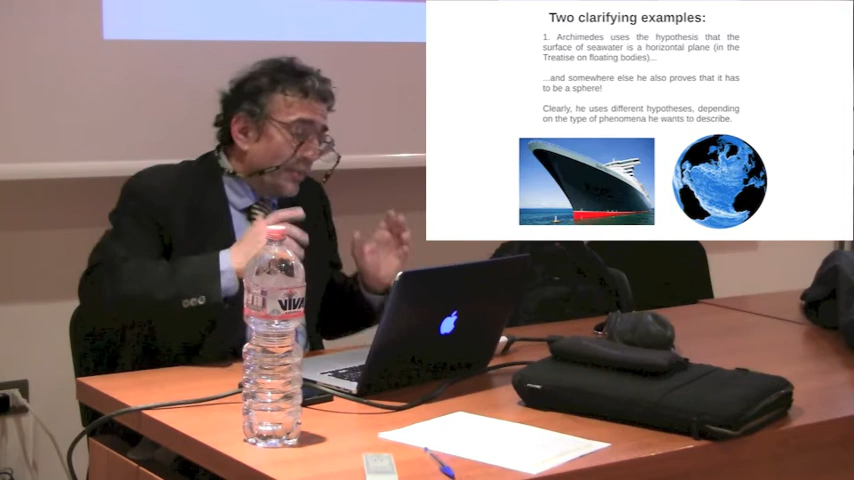 Two clarifying examples:
1. Archimedes uses the hypothesis that the
surface of seawater is a horizontal plane (in the
Treatise on floating bodies)...
...and somewhere else he also proves that it has
to be a sphere!
Clearly, he uses different hypotheses, depending
on the type of phenomena he wants to describe.
VIVA